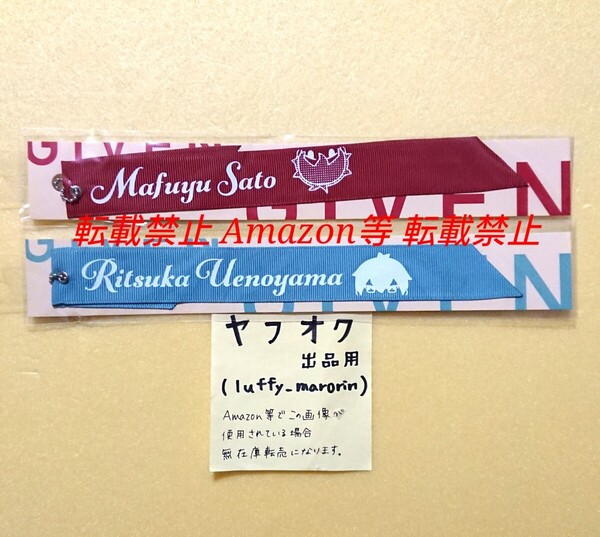 GIVEN
Mafuyu Sato
GIVEN
転載禁止 Amazon等 転載禁止
Ritsuka Uenoyama
GIVEN
ヤフオク
出品用
(luffy_marorin)
Amazon等でこの画像が
使用されている場合
無在庫転売になります。